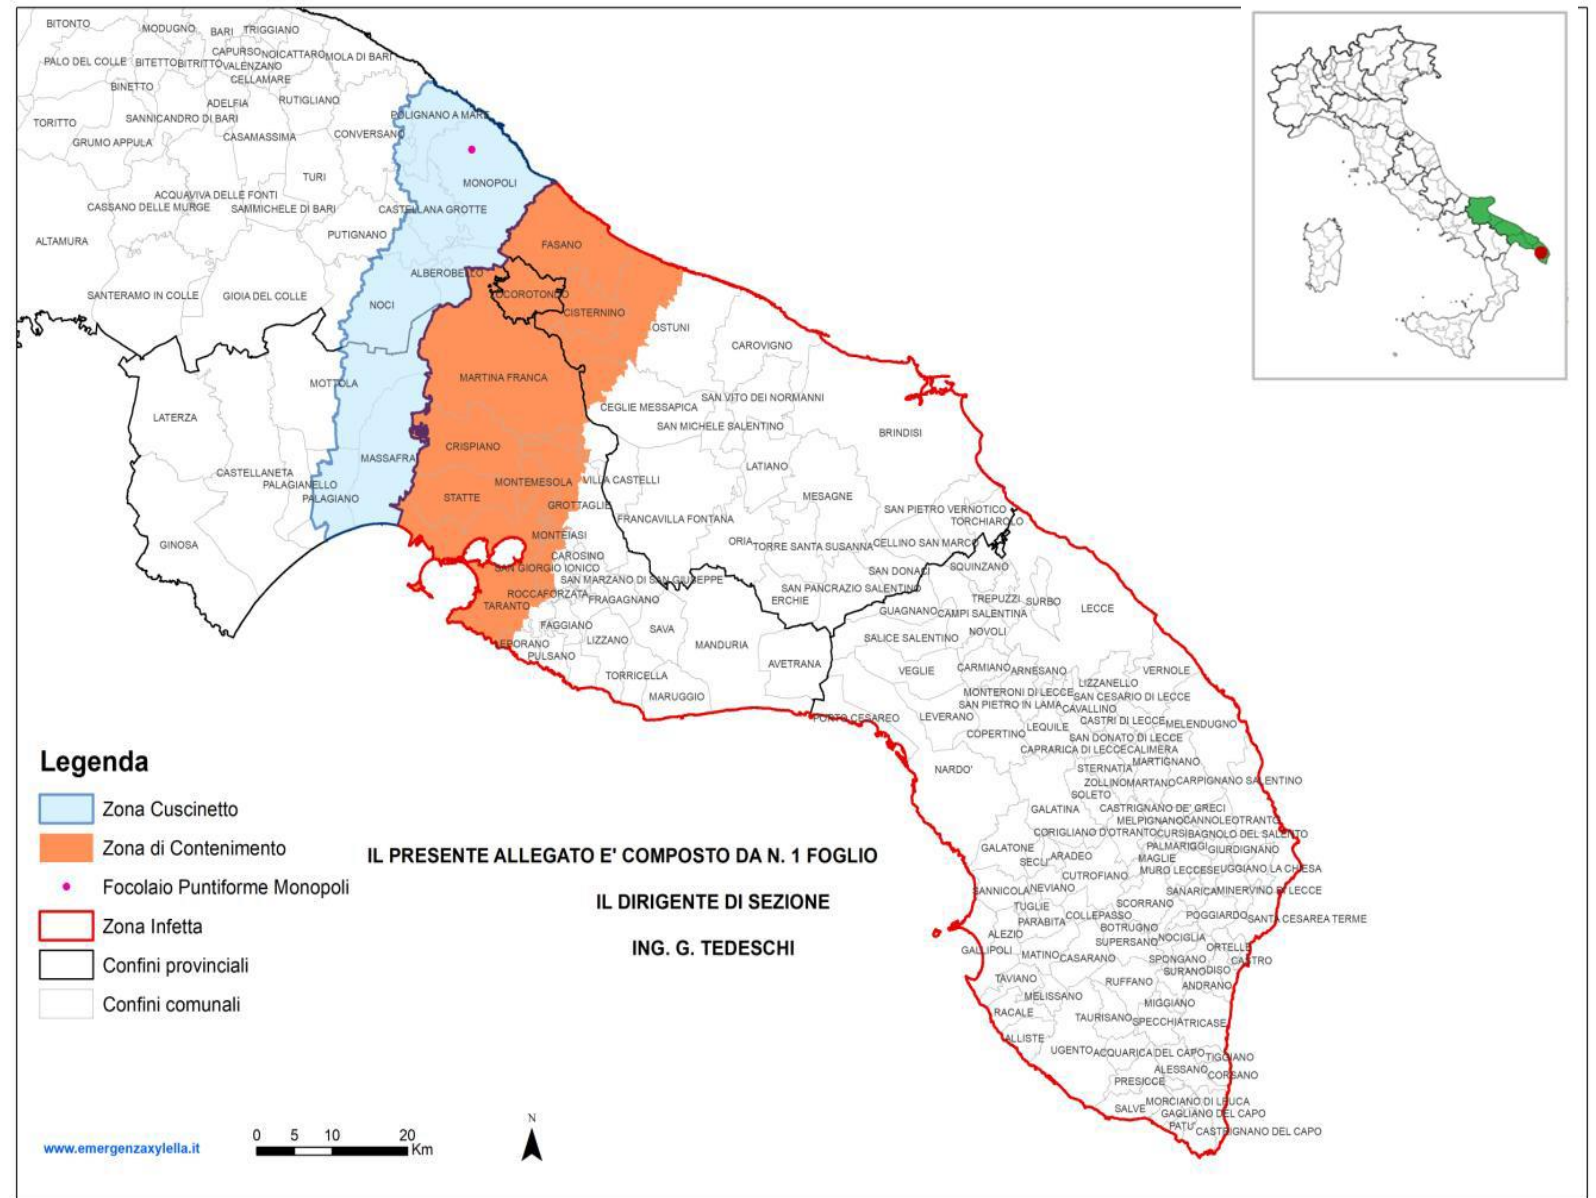 BITONTO
MODUGNO
BARI
TRIGGIANO
PALO DEL COLLE
BITETTO
BITRITTO
CAPURSO
NOICATTARO
MOLA DI BARI
VALENZANO
CELLAMARE
BINETTO
ADELFIA
RUTIGLIANO
TORITTO
SANNICANDRO DI BARI
CASAMASSIMA
CONVERSANO
POLIGNANO A MARE
GRUMO APPULA
TURI
MONOPOLI
ACQUAVIVA DELLE FONTI
CASSANO DELLE MURGE
SAMMICHELE DI BARI
CASTELLANA GROTTE
ALTAMURA
PUTIGNANO
FASANO
ALBEROBELLO
SANTERAMO IN COLLE
GIOIA DEL COLLE
NOCI
LOCOROTONDO
CISTERNINO
OSTUNI
CAROVIGNO
MOTTOLA
MARTINA FRANCA
LATERZA
CEGLIE MESSAPICA
SAN VITO DEI NORMANNI
SAN MICHELE SALENTINO
BRINDISI
CRISPIANO
MASSAFRA
CASTELLANETA
PALAGIANELLO
PALAGIANO
STATTE
MONTEMESOLA
VILLA CASTELLI
LATIANO
MESAGNE
GROTTAGLIE
FRANCAVILLA FONTANA
SAN PIETRO VERNOTICO
TORCHIAROLO
GINOSA
MONTEIASI
CAROSINO
ORIA
TORRE SANTA SUSANNA
CELLINO SAN MARCO
SAN GIORGIO IONICO
SAN MARZANO DI SAN GIUSEPPE
SAN DONACI
SQUINZANO
SAN PANCRAZIO SALENTINO
ROCCAFORZATA
FRAGAGNANO
ERCHIE
TARANTO
GUAGNANO
CAMPI SALENTINA
TREPUZZI
SURBO
LECCE
FAGGIANO
LEPORANO
PULSANO
LIZZANO
SAVA
MANDURIA
SALICE SALENTINO
NOVOLI
AVETRANA
TORRICELLA
MARUGGIO
VEGLIE
CARMIANO
ARNESANO
VERNOLE
LIZZANELLO
MONTERONI DI LECCE
SAN CESARIO DI LECCE
SAN PIETRO IN LAMA
CAVALLINO
PORTO CESAREO
LEVERANO
LEQUILE
CASTRI DI LECCE
MELENDUGNO
COPERTINO
SAN DONATO DI LECCE
CAPRARICA DI LECCE
CALIMERA
MARTIGNANO
NARDO'
STERNATIA
ZOLLINO
MARTANO
CARPIGNANO SALENTINO
SOLETO
GALATINA
CASTRIGNANO DE' GRECI
MELPIGNANO
CANNOLE
OTRANTO
CORIGLIANO D'OTRANTO
CURSI
BAGNOLO DEL SALENTO
GALATONE
SECLI'
ARADEO
PALMARIGGI
GIURDIGNANO
MAGLIE
MURO LECCESE
UGGIANO LA CHIESA
CUTROFIANO
SANNICOLA
NEVIANO
SANARICA
MINERVINO DI LECCE
TUGLIE
SCORRANO
PARABITA
COLLEPASSO
POGGIARDO
SANTA CESAREA TERME
ALEZIO
BOTRUGNO
SUPERSANO
NOCIGLIA
ORTELLE
GALLIPOLI
MATINO
CASARANO
SPONGANO
CASTRO
SURANO
DISO
TAVIANO
RUFFANO
ANDRANO
MELISSANO
MIGGIANO
RACALE
TAURISANO
SPECCHIA
TRICASE
ALLISTE
UGENTO
ACQUARICA DEL CAPO
TIGGIANO
ALESSANO
CORSANO
PRESICCE
MORCIANO DI LEUCA
SALVE
GAGLIANO DEL CAPO
PATU'
CASTRIGNANO DEL CAPO
Legenda
Zona Cuscinetto
Zona di Contenimento
Focolaio Puntiforme Monopoli
Zona Infetta
Confini provinciali
Confini comunali
IL PRESENTE ALLEGATO E' COMPOSTO DA N. 1 FOGLIO
IL DIRIGENTE DI SEZIONE
ING. G. TEDESCHI
www.emergenzaxylella.it
0 5 10 20
Km
N